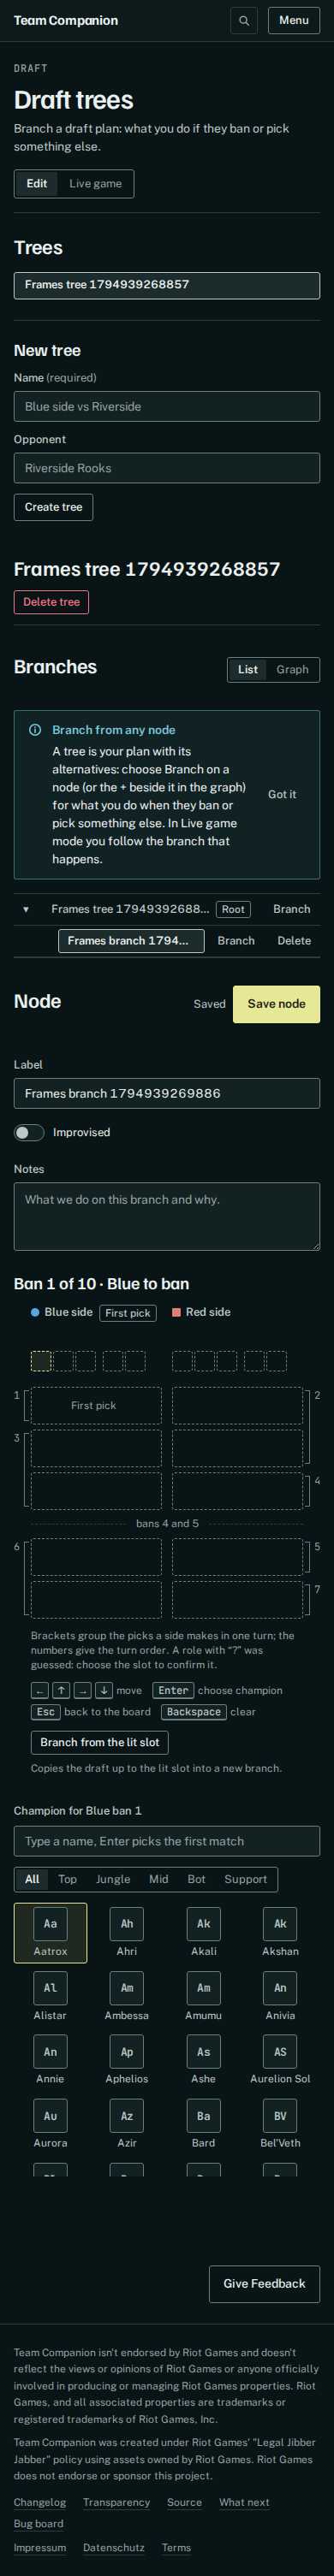 Team Companion
Menu
DRAFT
Draft trees
Branch a draft plan: what you do if they ban or pick
something else.
Edit
Live game
Trees
Frames tree 1794939268857
New tree
Name (required)
Blue side vs Riverside
Opponent
Riverside Rooks
Create tree
Frames tree 1794939268857
Delete tree
Branches
List
Graph
Branch from any node
A tree is your plan with its
alternatives: choose Branch on a
node (or the + beside it in the graph)
for what you do when they ban or
pick something else. In Live game
mode you follow the branch that
happens.
Got it
▾ Frames tree 17949392688... Root Branch
Frames branch 1794... Branch Delete
Node
Saved
Save node
Label
Frames branch 1794939269886
Improvised
Notes
What we do on this branch and why.
Ban 1 of 10 · Blue to ban
Blue side First pick Red side
1 First pick 2
3
4
bans 4 and 5
6 5
7
Brackets group the picks a side makes in one turn; the
numbers give the turn order. A role with “?” was
guessed: choose the slot to confirm it.
← ↑ → ↓ move Enter choose champion
Esc back to the board Backspace clear
Branch from the lit slot
Copies the draft up to the lit slot into a new branch.
Champion for Blue ban 1
Type a name, Enter picks the first match
All Top Jungle Mid Bot Support
Aa Ah Ak Ak
Aatrox Ahri Akali Akshan
Al Am Am An
Alistar Ambessa Amumu Anivia
An Ap As AS
Annie Aphelios Ashe Aurelion Sol
Au Az Ba BV
Aurora Azir Bard Bel'Veth
Give Feedback
Team Companion isn't endorsed by Riot Games and doesn't
reflect the views or opinions of Riot Games or anyone officially
involved in producing or managing Riot Games properties. Riot
Games, and all associated properties are trademarks or
registered trademarks of Riot Games, Inc.
Team Companion was created under Riot Games' "Legal Jibber
Jabber" policy using assets owned by Riot Games. Riot Games
does not endorse or sponsor this project.
Changelog Transparency Source What next
Bug board
Impressum Datenschutz Terms